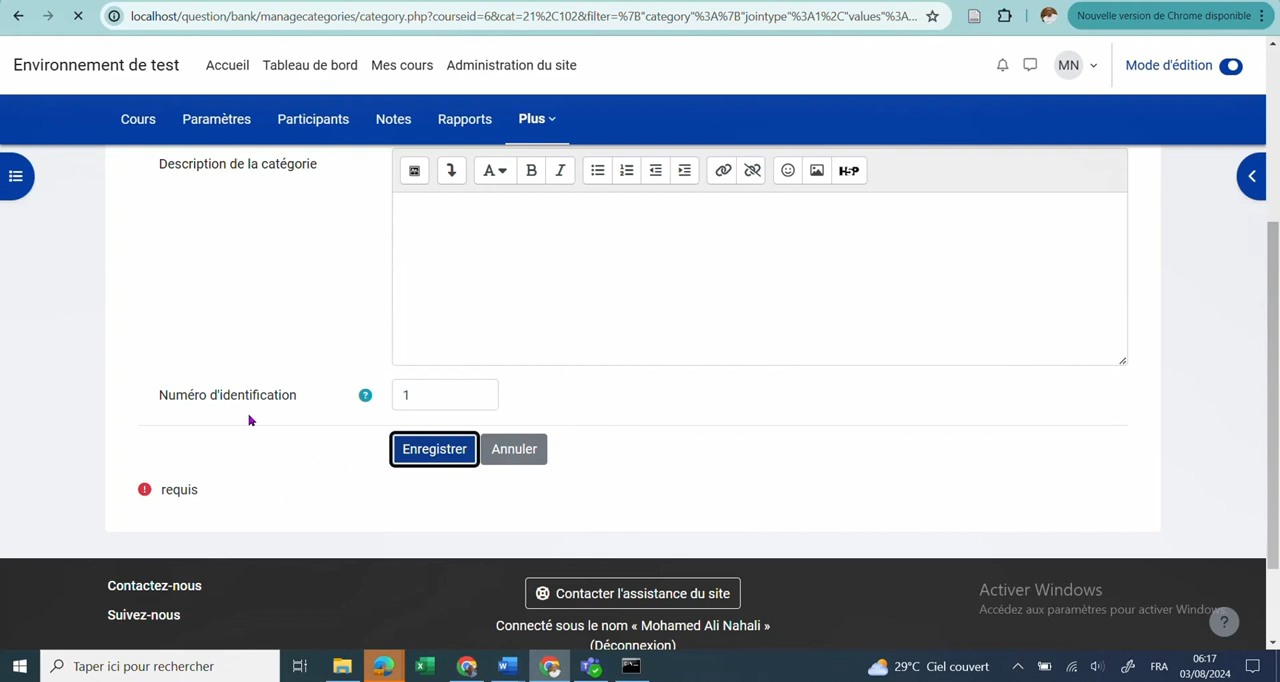 localhost/question/bank/managecategories/category.php?courseid=6&cat=21%2C102&filter=%7B"category"%3A%7B"jointype"%3A1%2C"values"%3A...
Nouvelle version de Chrome disponible
Environnement de test Accueil Tableau de bord Mes cours Administration du site MN Mode d'édition
Cours Paramètres Participants Notes Rapports Plus
Description de la catégorie
A B I H5P
Numéro d'identification ? 1
Enregistrer Annuler
! requis
Contactez-nous
Contacter l'assistance du site
Suivez-nous
Connecté sous le nom « Mohamed Ali Nahali »
(Déconnexion)
Activer Windows
Accédez aux paramètres pour activer Windows.
?
Taper ici pour rechercher
29°C Ciel couvert
FRA
06:17
03/08/2024